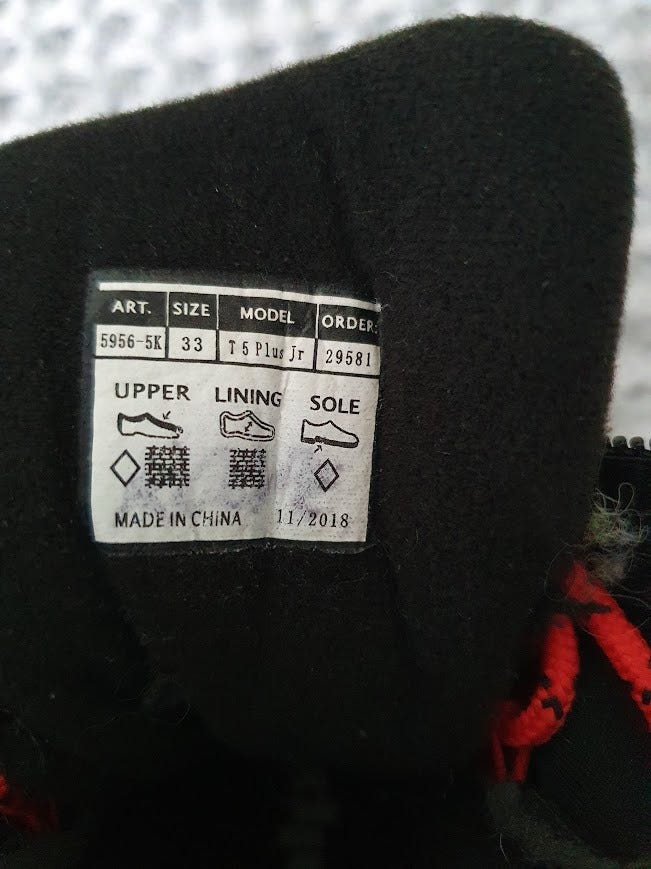 ART. SIZE MODEL ORDER:
5956-5K 33 T 5 Plus Jr 29581
UPPER LINING SOLE
MADE IN CHINA 11/2018